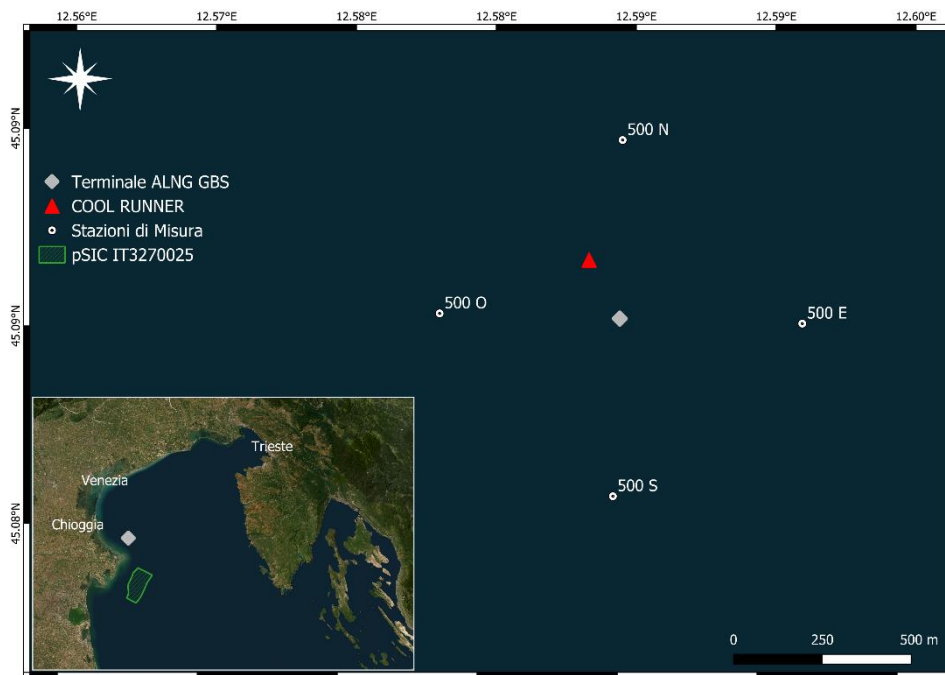 12.56°E 12.57°E 12.58°E 12.58°E 12.59°E 12.59°E 12.60°E
45.09°N
500 N
Terminale ALNG GBS
COOL RUNNER
Stazioni di Misura
pSIC IT3270025
500 O
500 E
45.09°N
Trieste
Venezia
Chioggia
500 S
45.08°N
0 250 500 m